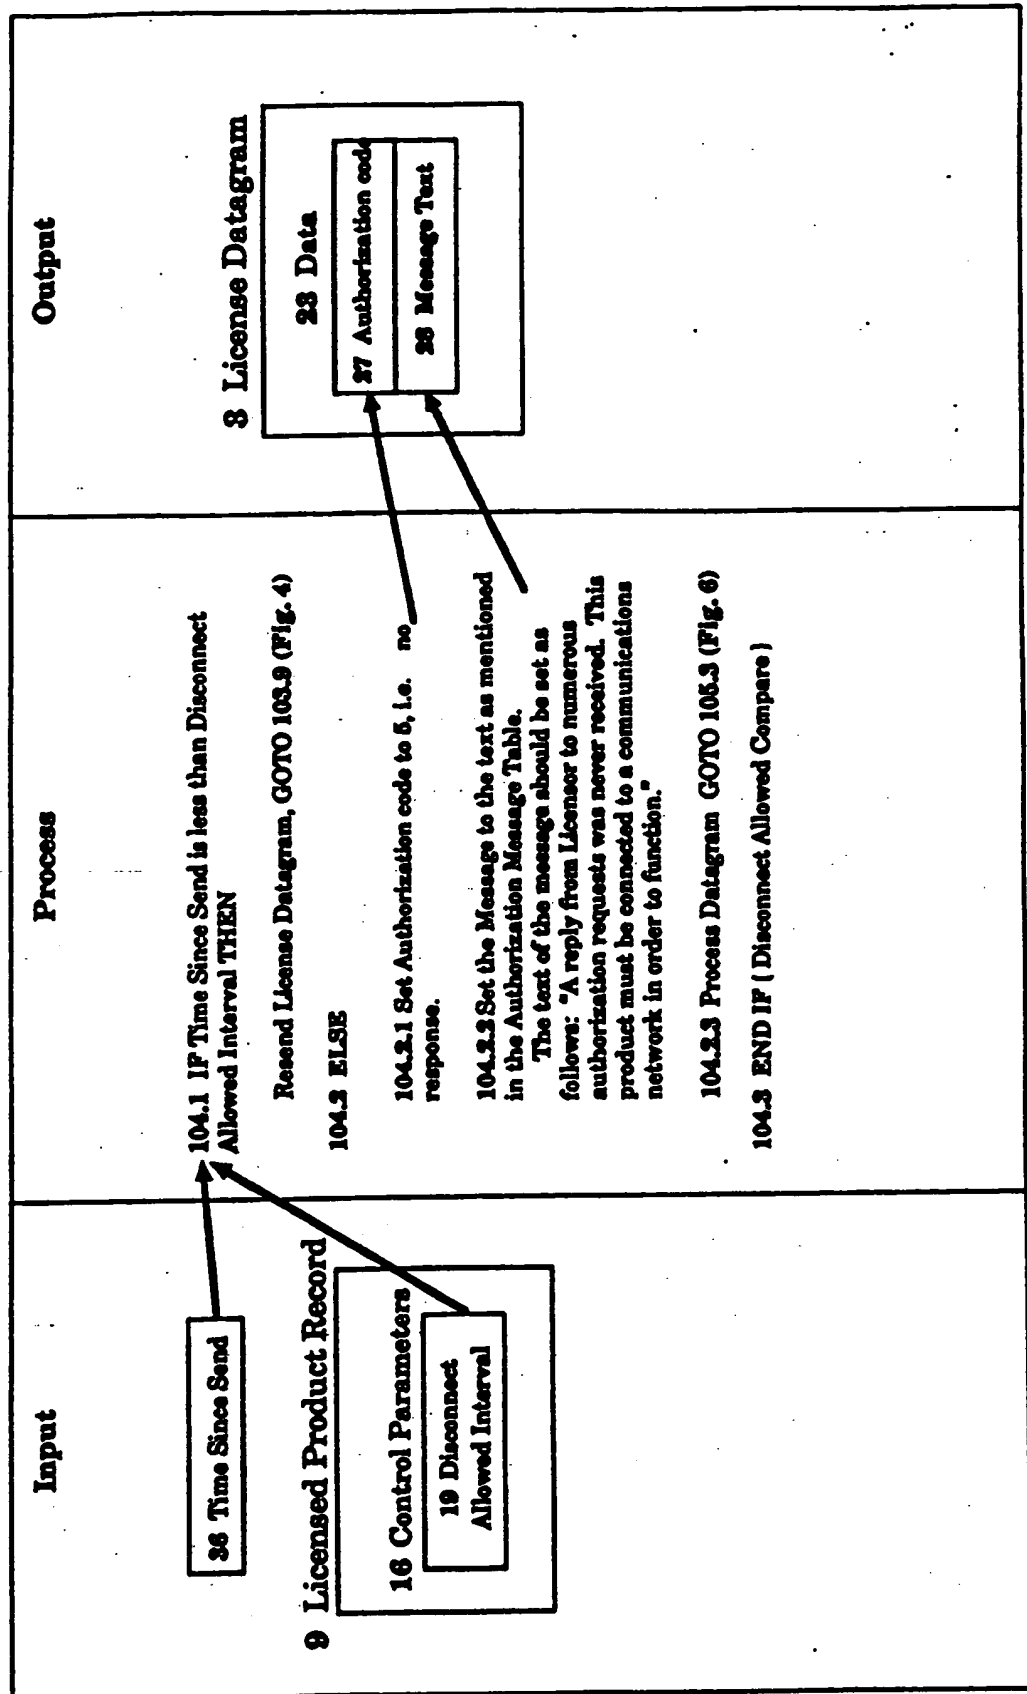 Input
36 Time Since Send
9 Licensed Product Record
16 Control Parameters
19 Disconnect
Allowed Interval
Process
104.1 IF Time Since Send is less than Disconnect
Allowed Interval THEN
Resend License Datagram, GOTO 103.9 (Fig. 4)
104.2 ELSE
104.2.1 Set Authorization code to 5, i.e. no
response.
104.2.2 Set the Message to the text as mentioned
in the Authorization Message Table.
The text of the message should be set as
follows: "A reply from Licensor to numerous
authorization requests was never received. This
product must be connected to a communications
network in order to function."
104.2.3 Process Datagram GOTO 105.3 (Fig. 6)
104.3 END IF { Disconnect Allowed Compare }
Output
3 License Datagram
23 Data
27 Authorization code
28 Message Text